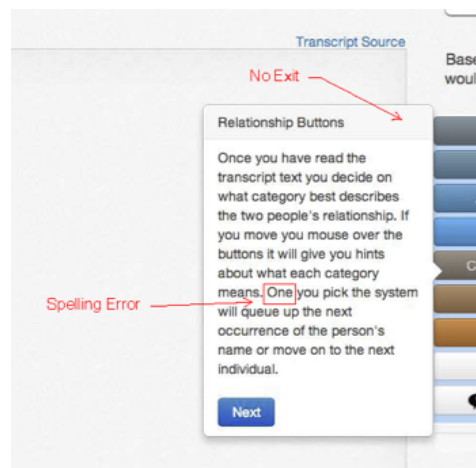 Transcript Source
No Exit
Base
woul
Relationship Buttons
Once you have read the
transcript text you decide on
what category best describes
the two people's relationship. If
you move you mouse over the
buttons it will give you hints
about what each category
means. One you pick the system
Spelling Error
will queue up the next
occurrence of the person's
name or move on to the next
individual.
Next
C